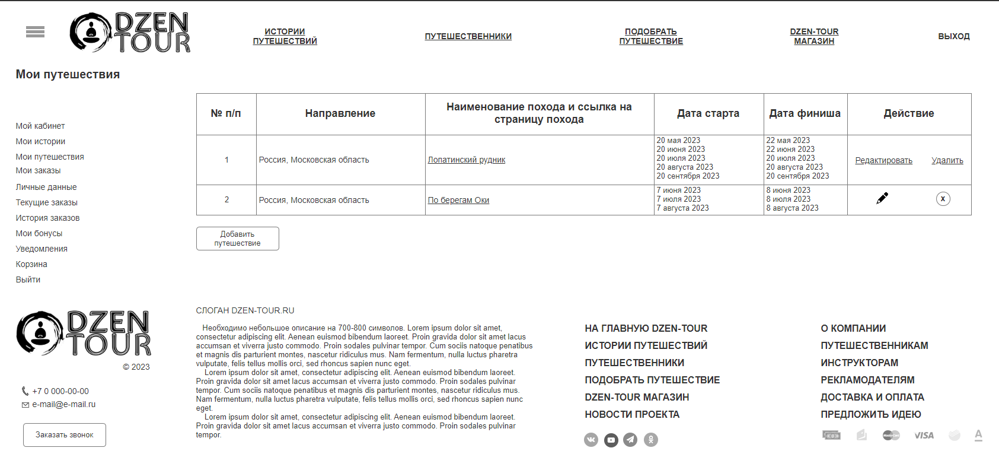 DZEN
TOUR
ИСТОРИИ
ПУТЕШЕСТВИЙ
ПУТЕШЕСТВЕННИКИ
ПОДОБРАТЬ
ПУТЕШЕСТВИЕ
DZEN-TOUR
МАГАЗИН
ВЫХОД
Мои путешествия
Мой кабинет
Мои истории
Мои путешествия
Мои заказы
Личные данные
Текущие заказы
История заказов
Мои бонусы
Уведомления
Корзина
Выйти
№ п/п
Направление
Наименование похода и ссылка на
страницу похода
Дата старта
Дата финиша
Действие
1
Россия, Московская область
Лопатинский рудник
20 мая 2023
20 июня 2023
20 июля 2023
20 августа 2023
20 сентября 2023
22 мая 2023
22 июня 2023
20 июля 2023
20 августа 2023
20 сентября 2023
Редактировать
Удалить
2
Россия, Московская область
По берегам Оки
7 июня 2023
7 июля 2023
7 августа 2023
8 июня 2023
8 июля 2023
8 августа 2023
X
Добавить
путешествие
DZEN
TOUR
© 2023
+7 0 000-00-00
e-mail@e-mail.ru
Заказать звонок
СЛОГАН DZEN-TOUR.RU
Необходимо небольшое описание на 700-800 символов. Lorem ipsum dolor sit amet,
consectetur adipiscing elit. Aenean euismod bibendum laoreet. Proin gravida dolor sit amet lacus
accumsan et viverra justo commodo. Proin sodales pulvinar tempor. Cum sociis natoque penatibus
et magnis dis parturient montes, nascetur ridiculus mus. Nam fermentum, nulla luctus pharetra
vulputate, felis tellus mollis orci, sed rhoncus sapien nunc eget.
Lorem ipsum dolor sit amet, consectetur adipiscing elit. Aenean euismod bibendum laoreet.
Proin gravida dolor sit amet lacus accumsan et viverra justo commodo. Proin sodales pulvinar
tempor. Cum sociis natoque penatibus et magnis dis parturient montes, nascetur ridiculus mus.
Nam fermentum, nulla luctus pharetra vulputate, felis tellus mollis orci, sed rhoncus sapien nunc
eget.
Lorem ipsum dolor sit amet, consectetur adipiscing elit. Aenean euismod bibendum laoreet.
Proin gravida dolor sit amet lacus accumsan et viverra justo commodo. Proin sodales pulvinar
tempor.
НА ГЛАВНУЮ DZEN-TOUR
ИСТОРИИ ПУТЕШЕСТВИЙ
ПУТЕШЕСТВЕННИКИ
ПОДОБРАТЬ ПУТЕШЕСТВИЕ
DZEN-TOUR МАГАЗИН
НОВОСТИ ПРОЕКТА
О КОМПАНИИ
ПУТЕШЕСТВЕННИКАМ
ИНСТРУКТОРАМ
РЕКЛАМОДАТЕЛЯМ
ДОСТАВКА И ОПЛАТА
ПРЕДЛОЖИТЬ ИДЕЮ
MasterCard
VISA
А